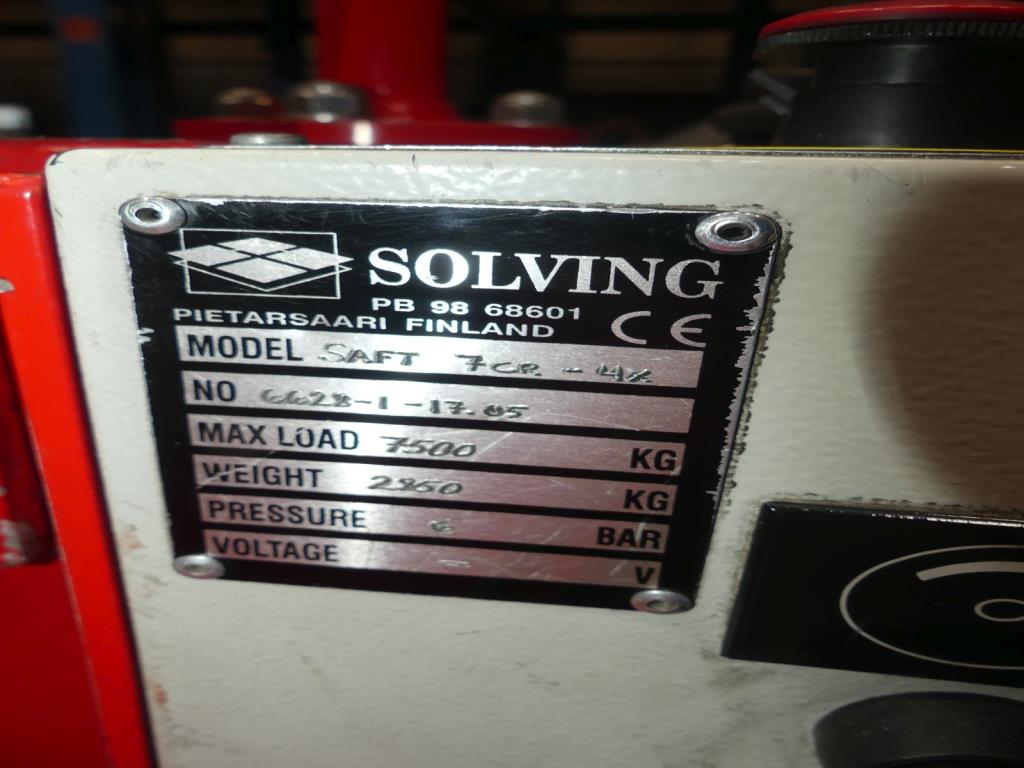 SOLVING
PB 98 68601
PIETARSAARI FINLAND CE
MODEL SAFT 7CR - 4X
NO 6628-1-17.05
MAX LOAD 7500 KG
WEIGHT KG
PRESSURE 6 BAR
VOLTAGE - V